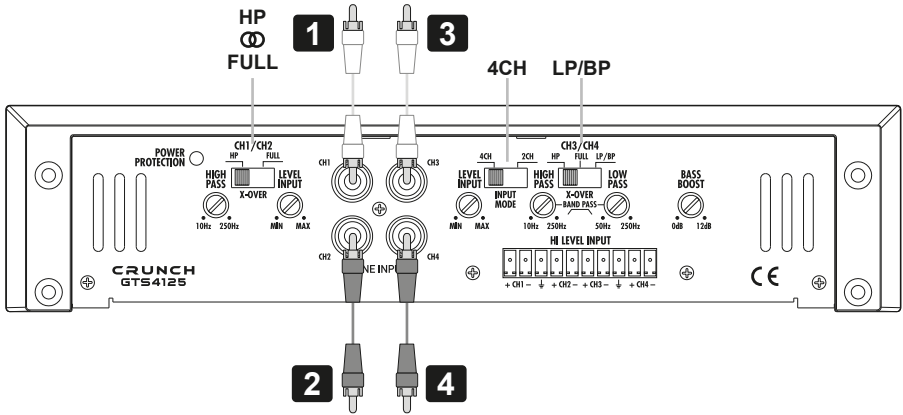 HP
FULL
1
3
4CH
LP/BP
POWER
PROTECTION
CH1/CH2
HP
FULL
X-OVER
HIGH
PASS
10Hz 250Hz
LEVEL
INPUT
MIN MAX
CH1
CH3
CH2
CH4
NE INPU
LEVEL
INPUT
MIN MAX
4CH
2CH
INPUT
MODE
HIGH
PASS
10Hz 250Hz
CH3/CH4
HP
FULL
LP/BP
X-OVER
BAND PASS
LOW
PASS
50Hz 250Hz
BASS
BOOST
0dB 12dB
HI LEVEL INPUT
+ CH1 – + CH2 – + CH3 – + CH4 –
CRUNCH
GTS4125
CE
2
4